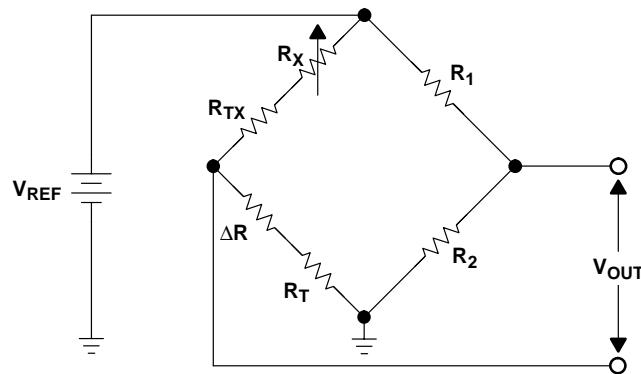 R_X
R_1
R_TX
V_REF
ΔR
R_2
V_OUT
R_T